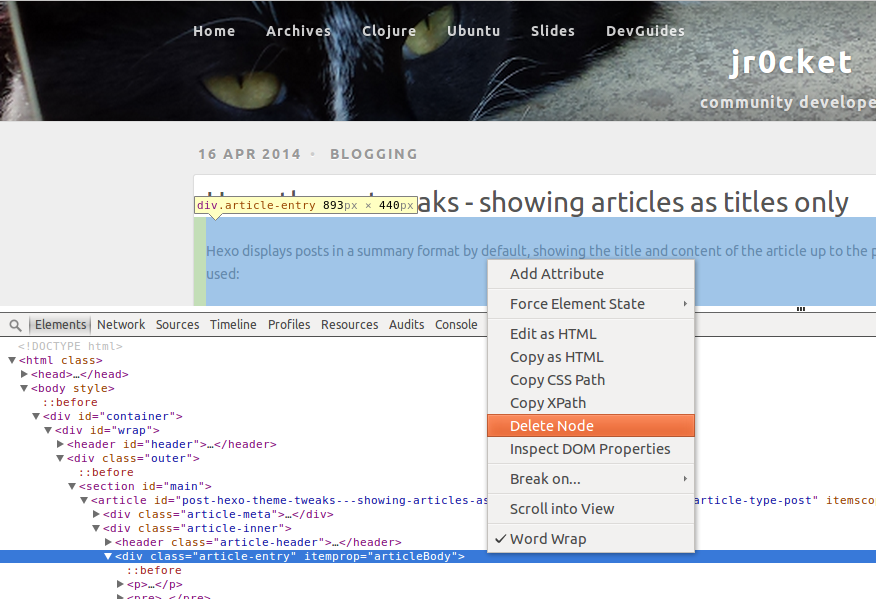 Home Archives Clojure Ubuntu Slides DevGuides
jr0cket
community develope
16 APR 2014 • BLOGGING
aks - showing articles as titles only
div.article-entry 893px × 440px
Hexo displays posts in a summary format by default, showing the title and content of the article up to the p
used:
Add Attribute
Force Element State
Edit as HTML
Copy as HTML
Copy CSS Path
Copy XPath
Delete Node
Inspect DOM Properties
Break on...
Scroll into View
✓ Word Wrap
Elements Network Sources Timeline Profiles Resources Audits Console
<!DOCTYPE html>
▼<html class>
▶<head>…</head>
▼<body style>
::before
▼<div id="container">
▼<div id="wrap">
▶<header id="header">…</header>
▼<div class="outer">
::before
▼<section id="main">
▼<article id="post-hexo-theme-tweaks---showing-articles-as article-type-post" itemsco
▶<div class="article-meta">…</div>
▼<div class="article-inner">
▶<header class="article-header">…</header>
▼<div class="article-entry" itemprop="articleBody">
::before
▶<p>…</p>
▶<pre>…</pre>